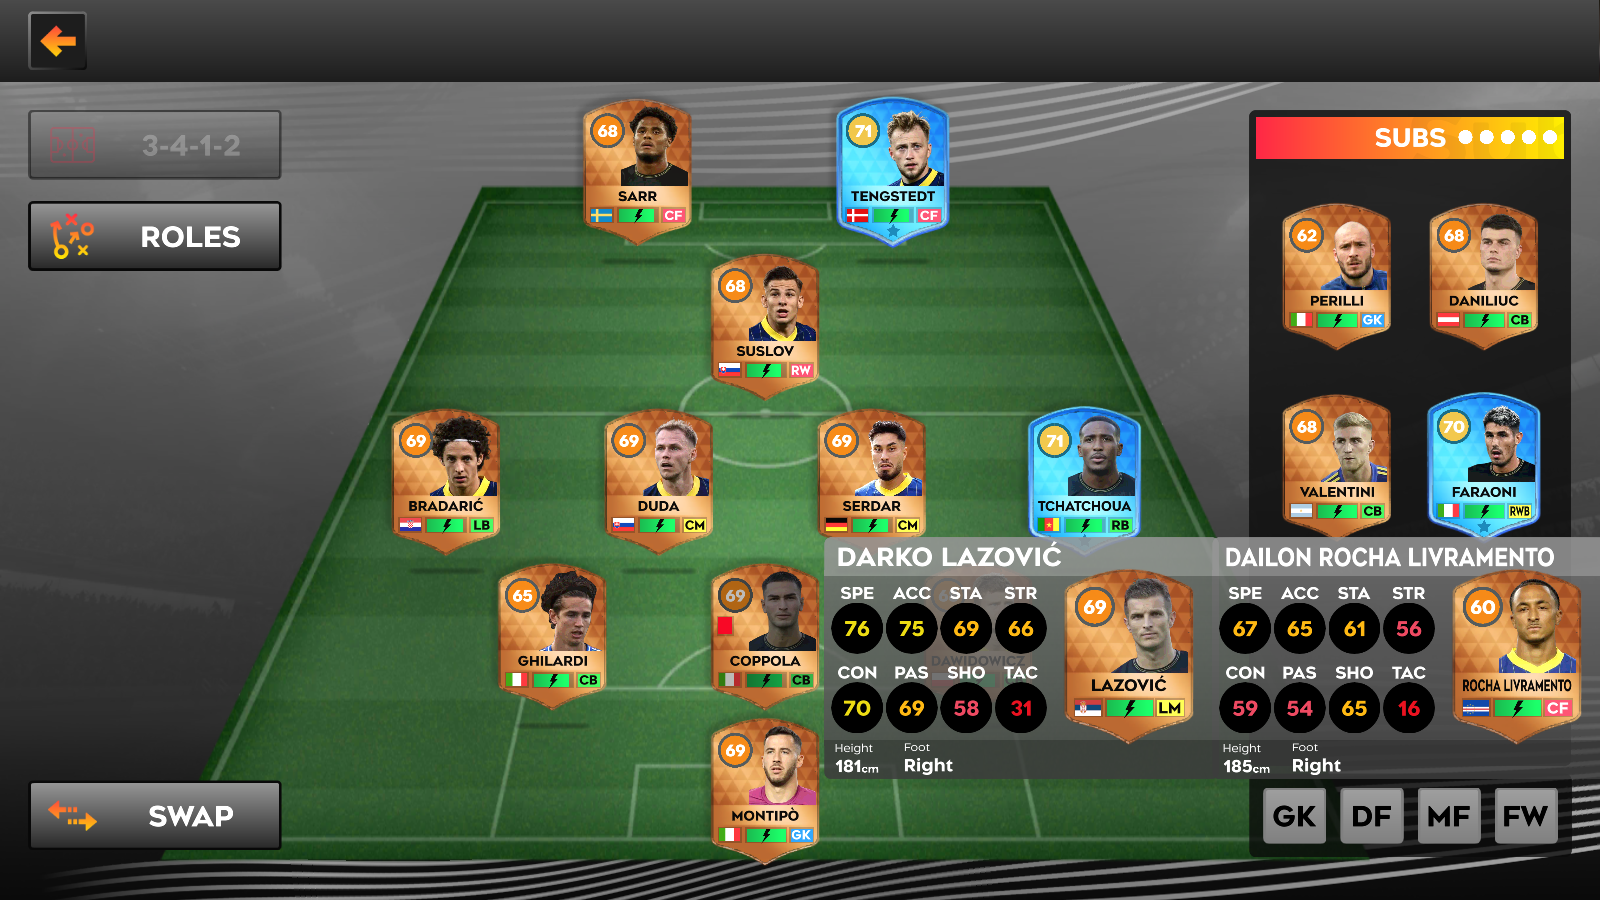 3-4-1-2
ROLES
68
SARR
CF
71
TENGSTEDT
CF
SUBS
62
PERILLI
GK
68
DANILIUC
CB
68
SUSLOV
RW
69
BRADARIĆ
LB
69
DUDA
CM
69
SERDAR
CM
71
TCHATCHOUA
RB
68
VALENTINI
CB
70
FARAONI
RWB
65
GHILARDI
CB
69
COPPOLA
CB
DAWIDOWICZ
DARKO LAZOVIĆ
SPE ACC STA STR
76 75 69 66
CON PAS SHO TAC
70 69 58 31
Height Foot
181cm Right
69
LAZOVIĆ
LM
DAILON ROCHA LIVRAMENTO
SPE ACC STA STR
67 65 61 56
CON PAS SHO TAC
59 54 65 16
Height Foot
185cm Right
60
ROCHA LIVRAMENTO
CF
69
MONTIPÒ
GK
SWAP
GK DF MF FW